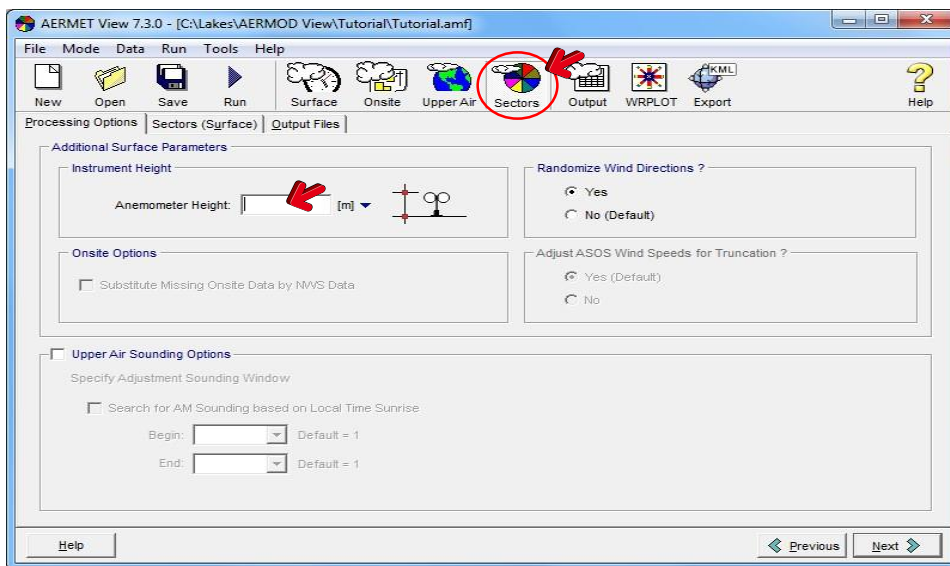 AERMET View 7.3.0 - [C:\Lakes\AERMOD View\Tutorial\Tutorial.amf]
File Mode Data Run Tools Help
KML
New Open Save Run Surface Onsite Upper Air Sectors Output WRPLOT Export Help
Processing Options Sectors (Surface) Output Files
Additional Surface Parameters
Instrument Height
Anemometer Height: [m]
Randomize Wind Directions ?
Yes
No (Default)
Onsite Options
Substitute Missing Onsite Data by NWS Data
Adjust ASOS Wind Speeds for Truncation ?
Yes (Default)
No
Upper Air Sounding Options
Specify Adjustment Sounding Window
Search for AM Sounding based on Local Time Sunrise
Begin: Default = 1
End: Default = 1
Help Previous Next